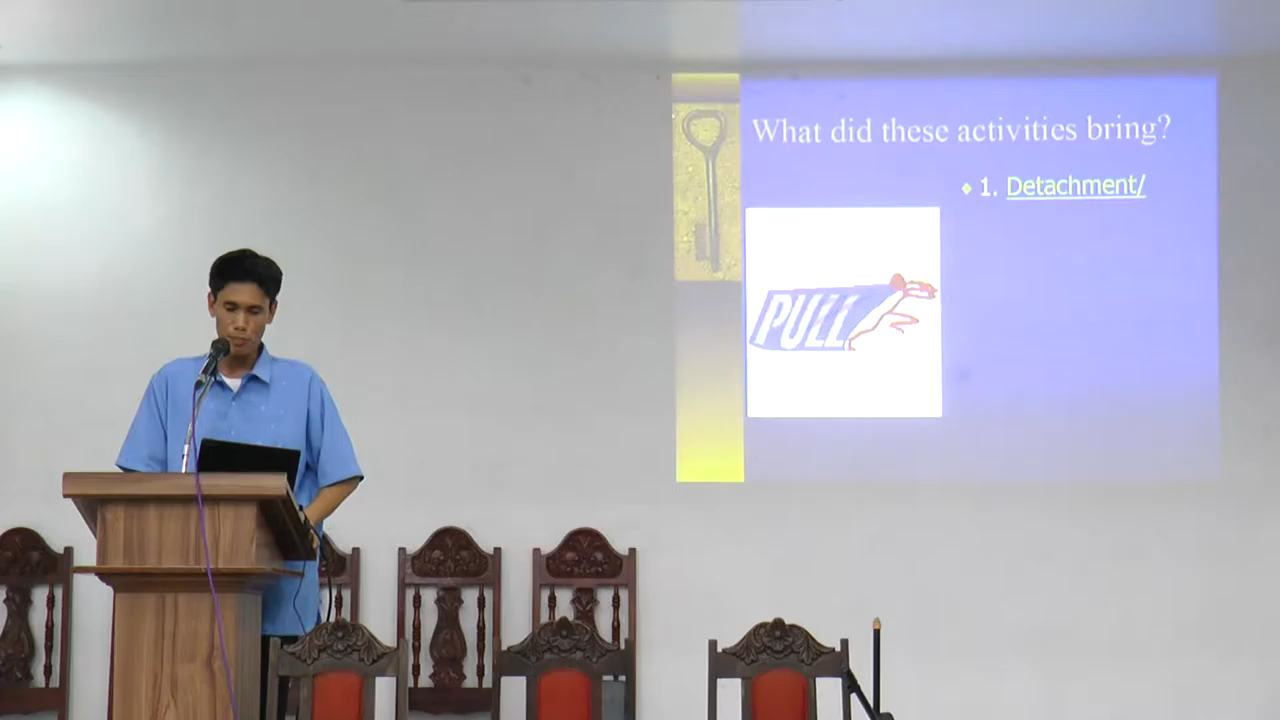 What did these activities bring?
1. Detachment/
PULL